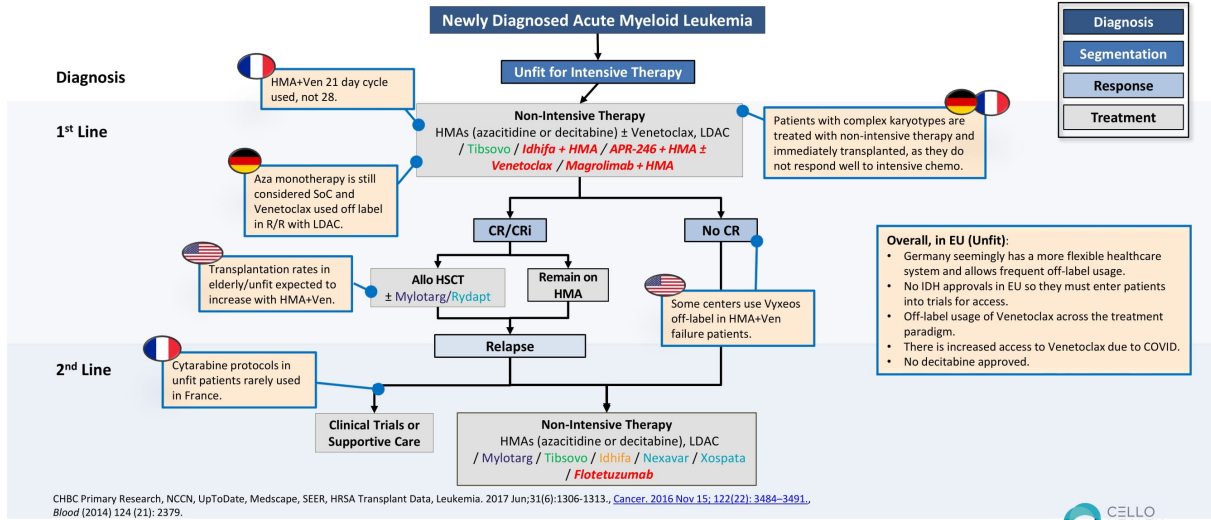 Newly Diagnosed Acute Myeloid Leukemia
Diagnosis
Segmentation
Response
Treatment
Diagnosis
Unfit for Intensive Therapy
HMA+Ven 21 day cycle
used, not 28.
1st Line
Non-Intensive Therapy
HMAs (azacitidine or decitabine) ± Venetoclax, LDAC
/ Tibsovo / Idhifa + HMA / APR-246 + HMA ±
Venetoclax / Magrolimab + HMA
Patients with complex karyotypes are
treated with non-intensive therapy and
immediately transplanted, as they do
not respond well to intensive chemo.
Aza monotherapy is still
considered SoC and
Venetoclax used off label
in R/R with LDAC.
CR/CRi
No CR
Transplantation rates in
elderly/unfit expected to
increase with HMA+Ven.
Allo HSCT
± Mylotarg/Rydapt
Remain on
HMA
Some centers use Vyxeos
off-label in HMA+Ven
failure patients.
Overall, in EU (Unfit):
• Germany seemingly has a more flexible healthcare
system and allows frequent off-label usage.
• No IDH approvals in EU so they must enter patients
into trials for access.
• Off-label usage of Venetoclax across the treatment
paradigm.
• There is increased access to Venetoclax due to COVID.
• No decitabine approved.
Relapse
2nd Line
Cytarabine protocols in
unfit patients rarely used
in France.
Clinical Trials or
Supportive Care
Non-Intensive Therapy
HMAs (azacitidine or decitabine), LDAC
/ Mylotarg / Tibsovo / Idhifa / Nexavar / Xospata
/ Flotetuzumab
CHBC Primary Research, NCCN, UpToDate, Medscape, SEER, HRSA Transplant Data, Leukemia. 2017 Jun;31(6):1306-1313., Cancer. 2016 Nov 15; 122(22): 3484–3491.,
Blood (2014) 124 (21): 2379.
CELLO